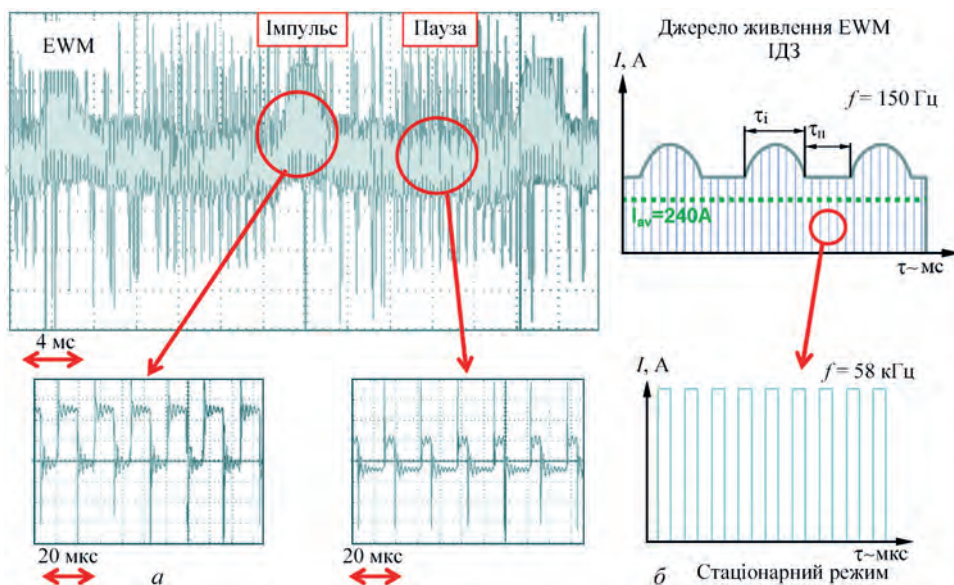 EWM
Імпульс
Пауза
4 мс
20 мкс
20 мкс
а
Джерело живлення EWM
ІДЗ
I, А
f = 150 Гц
τі
τп
Iav=240A
τ~ мс
I, А
f = 58 кГц
τ~мкс
б
Стаціонарний режим